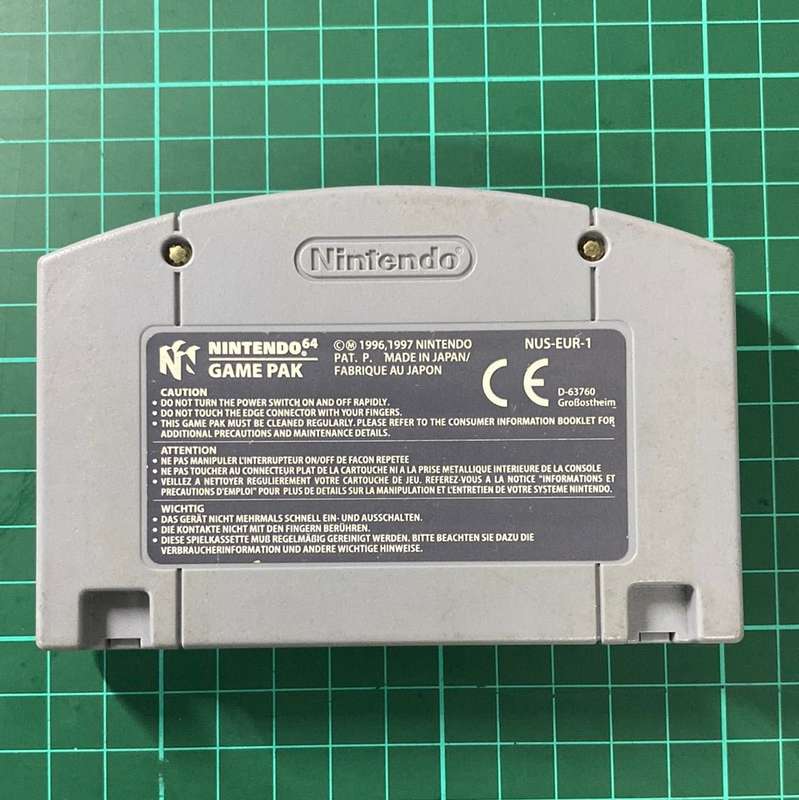 Nintendo®
NINTENDO64
GAME PAK
©Ⓜ 1996,1997 NINTENDO
PAT. P. MADE IN JAPAN/
FABRIQUE AU JAPON
NUS-EUR-1
CE
D-63760
Großostheim
CAUTION
• DO NOT TURN THE POWER SWITCH ON AND OFF RAPIDLY.
• DO NOT TOUCH THE EDGE CONNECTOR WITH YOUR FINGERS.
• THIS GAME PAK MUST BE CLEANED REGULARLY. PLEASE REFER TO THE CONSUMER INFORMATION BOOKLET FOR
ADDITIONAL PRECAUTIONS AND MAINTENANCE DETAILS.
ATTENTION
• NE PAS MANIPULER L'INTERRUPTEUR ON/OFF DE FACON REPETEE
• NE PAS TOUCHER AU CONNECTEUR PLAT DE LA CARTOUCHE NI A LA PRISE METALLIQUE INTERIEURE DE LA CONSOLE
• VEILLEZ A NETTOYER REGULIEREMENT VOTRE CARTOUCHE DE JEU. REFEREZ-VOUS A LA NOTICE "INFORMATIONS ET
PRECAUTIONS D'EMPLOI" POUR PLUS DE DETAILS SUR LA MANIPULATION ET L'ENTRETIEN DE VOTRE SYSTEME NINTENDO.
WICHTIG
• DAS GERÄT NICHT MEHRMALS SCHNELL EIN- UND AUSSCHALTEN.
• DIE KONTAKTE NICHT MIT DEN FINGERN BERÜHREN.
• DIESE SPIELKASSETTE MUß REGELMÄßIG GEREINIGT WERDEN. BITTE BEACHTEN SIE DAZU DIE
VERBRAUCHERINFORMATION UND ANDERE WICHTIGE HINWEISE.